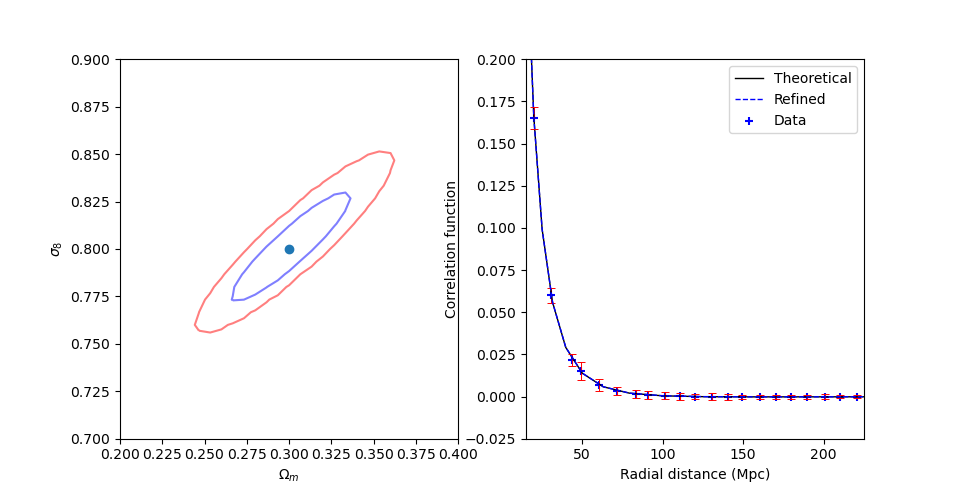 0.900
0.875
0.850
0.825
0.800
0.775
0.750
0.725
0.700
σ₈
0.200 0.225 0.250 0.275 0.300 0.325 0.350 0.375 0.400
Ωₘ
0.200
0.175
0.150
0.125
0.100
0.075
0.050
0.025
0.000
−0.025
Correlation function
Theoretical
Refined
Data
50 100 150 200
Radial distance (Mpc)